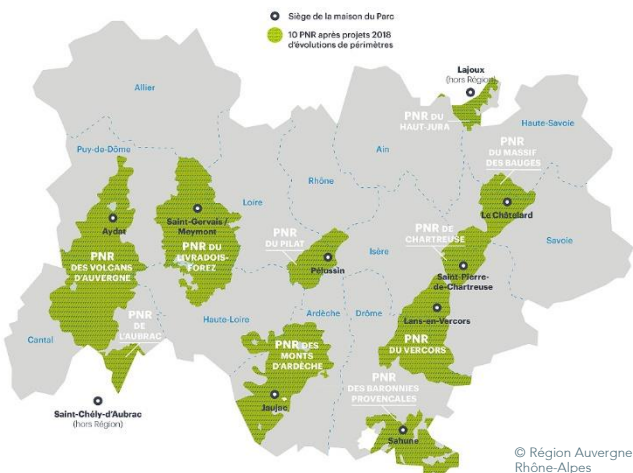 Siège de la maison du Parc
10 PNR après projets 2018
d'évolutions de périmètres
Lajoux
(hors Région)
Allier
PNR DU
HAUT-JURA
Haute-Savoie
PNR
DU MASSIF
DES BAUGES
Puy-de-Dôme
Ain
Rhône
Loire
Le Châtelard
Saint-Gervais /
Meymont
Aydat
PNR
DU PILAT
PNR DE
CHARTREUSE
Savoie
PNR DU
LIVRADOIS-
FOREZ
PNR
DES VOLCANS
D'AUVERGNE
Isère
Pélussin
Saint-Pierre-
de-Chartreuse
PNR
DE
L'AUBRAC
Haute-Loire
Ardèche
Drôme
Lans-en-Vercors
Cantal
PNR DES
MONTS
D'ARDÈCHE
PNR
DU VERCORS
PNR
DES BARONNIES
PROVENÇALES
Jaujac
Saint-Chély-d'Aubrac
(hors Région)
Sahune
© Région Auvergne
Rhône-Alpes